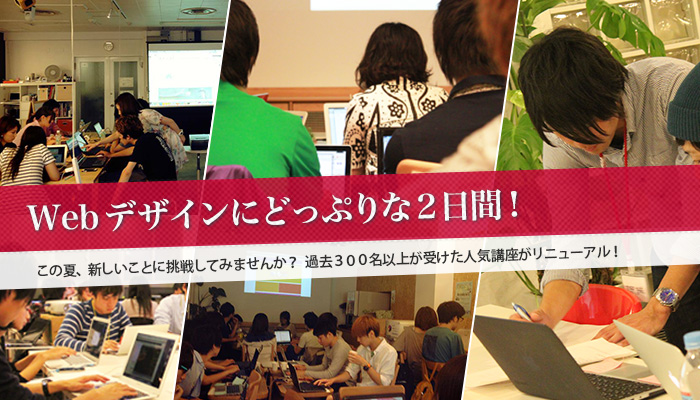 Webデザインにどっぷりな２日間！
この夏、新しいことに挑戦してみませんか？ 過去３００名以上が受けた人気講座がリニューアル！